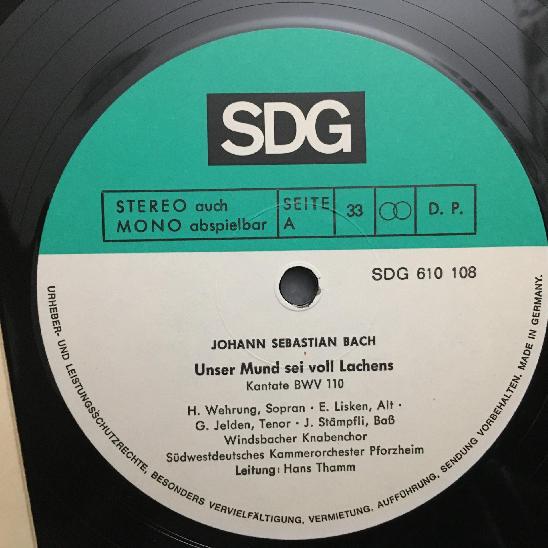 SDG
STEREO auch
MONO abspielbar
SEITE
A
33
D. P.
SDG 610 108
JOHANN SEBASTIAN BACH
Unser Mund sei voll Lachens
Kantate BWV 110
H. Wehrung, Sopran · E. Lisken, Alt ·
G. Jelden, Tenor · J. Stämpfli, Baß
Windsbacher Knabenchor
Südwestdeutsches Kammerorchester Pforzheim
Leitung: Hans Thamm
URHEBER- UND LEISTUNGSSCHUTZRECHTE, BESONDERS VERVIELFÄLTIGUNG, VERMIETUNG, AUFFÜHRUNG, SENDUNG VORBEHALTEN. MADE IN GERMANY.